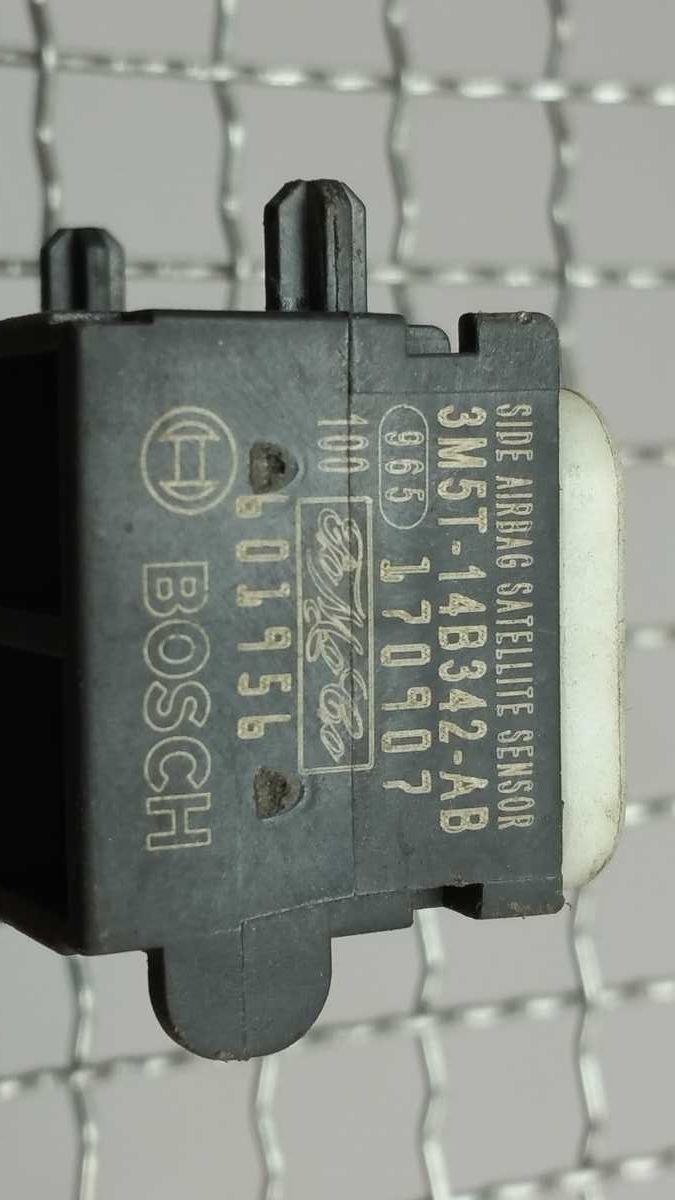 SIDE AIRBAG SATELLITE SENSOR
3M5T-14B342-AB
965 170907
100 FoMoCo
601956
BOSCH